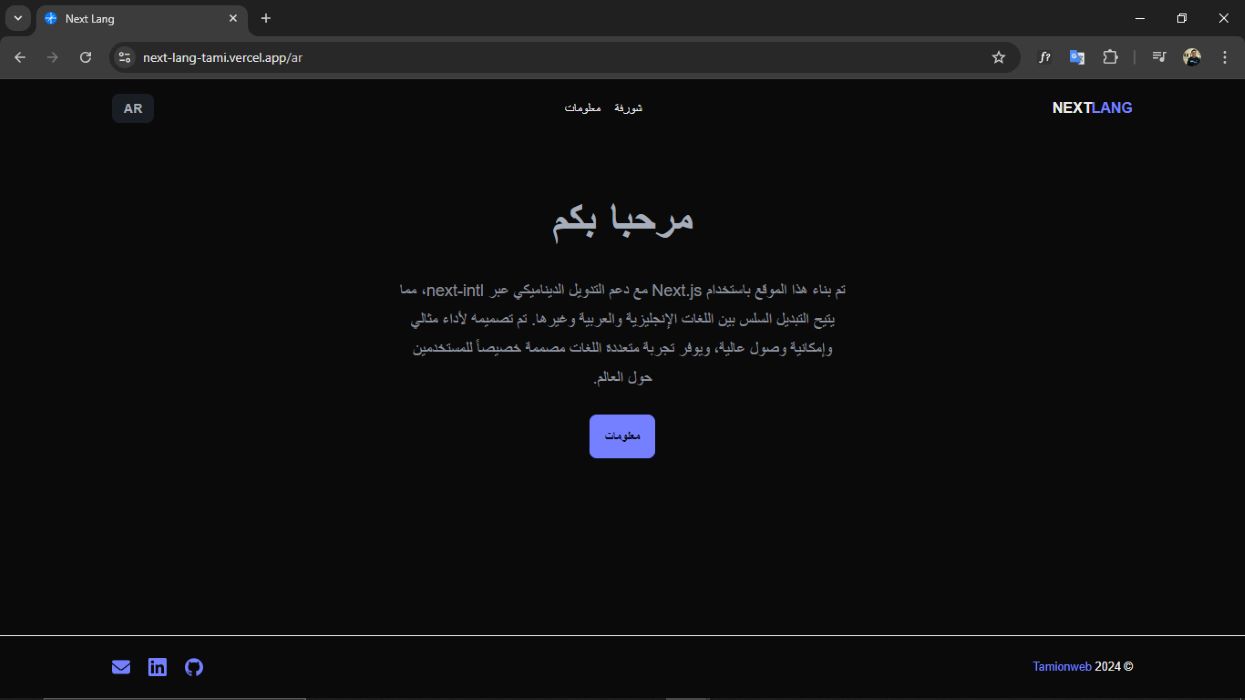 Next Lang
next-lang-tami.vercel.app/ar
f?
NEXTLANG
شورفة معلومات
AR
مرحبا بكم
تم بناء هذا الموقع باستخدام Next.js مع دعم التدويل الديناميكي عبر next-intl، مما
يتيح التبديل السلس بين اللغات الإنجليزية والعربية وغيرها. تم تصميمه لأداء مثالي
وإمكانية وصول عالية، ويوفر تجربة متعددة اللغات مصممة خصيصاً للمستخدمين
حول العالم.
معلومات
Tamionweb 2024 ©